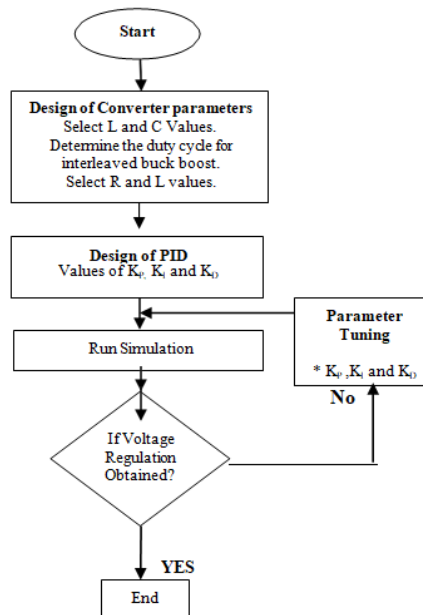 Start
Design of Converter parameters
Select L and C Values.
Determine the duty cycle for
interleaved buck boost.
Select R and L values.
Design of PID
Values of KP, KI and KD
Parameter
Tuning
* KP ,KI and KD
Run Simulation
No
If Voltage
Regulation
Obtained?
YES
End